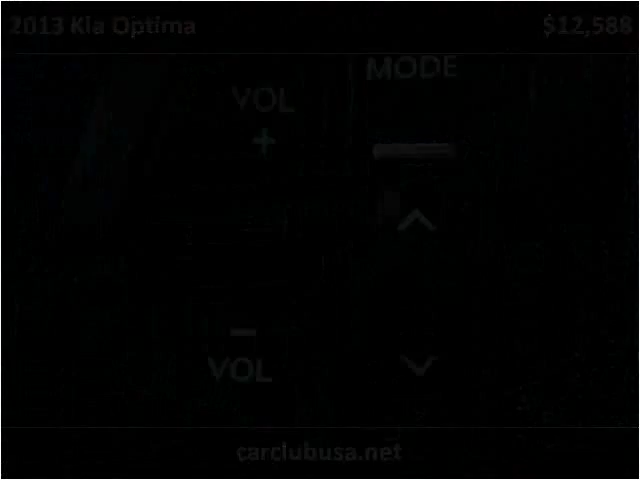 2013 Kia Optima $12,588
MODE
VOL
+
-
VOL
carclubusa.net